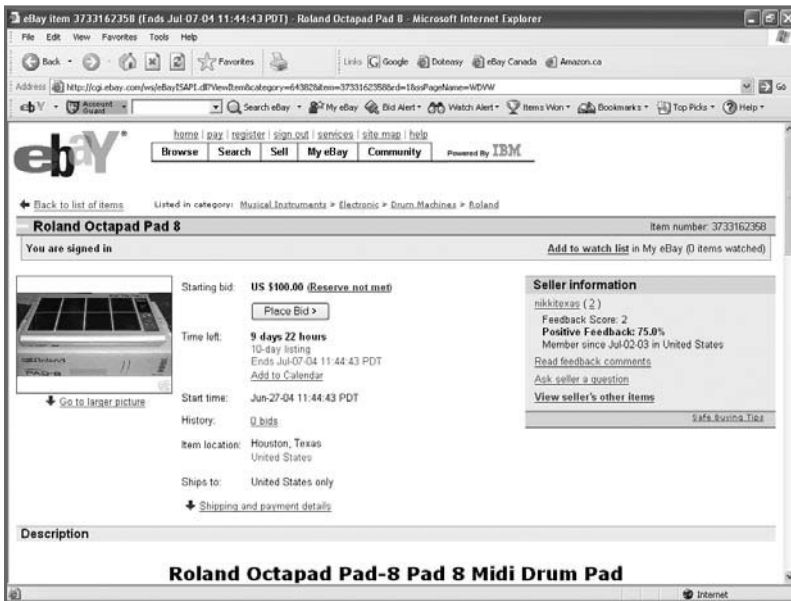 eBay item 3733162358 (Ends Jul-07-04 11:44:43 PDT) - Roland Octapad Pad 8 - Microsoft Internet Explorer
File Edit View Favorites Tools Help
Back Search Favorites Links Google Doteasy eBay Canada Amazon.ca
Address http://cgi.ebay.com/ws/eBayISAPI.dll?ViewItem&category=64382&item=3733162358&rd=1&ssPageName=WDVW Go
ebY Account Guard Search eBay My eBay Bid Alert Watch Alert Items Won Bookmarks Top Picks Help
home | pay | register | sign out | services | site map | help
ebaY Browse Search Sell My eBay Community Powered By IBM
Back to list of items Listed in category: Musical Instruments > Electronic > Drum Machines > Roland
Roland Octapad Pad 8 Item number: 3733162358
You are signed in Add to watch list in My eBay (0 items watched)
Starting bid: US $100.00 (Reserve not met)
Place Bid >
Time left: 9 days 22 hours
10-day listing
Ends Jul-07-04 11:44:43 PDT
Add to Calendar
Start time: Jun-27-04 11:44:43 PDT
History: 0 bids
Item location: Houston, Texas
United States
Ships to: United States only
Shipping and payment details
Roland
PAD-8
Go to larger picture
Seller information
nikkitexas ( 2 )
Feedback Score: 2
Positive Feedback: 75.0%
Member since Jul-02-03 in United States
Read feedback comments
Ask seller a question
View seller's other items
Safe Buying Tips
Description
Roland Octapad Pad-8 Pad 8 Midi Drum Pad
Internet